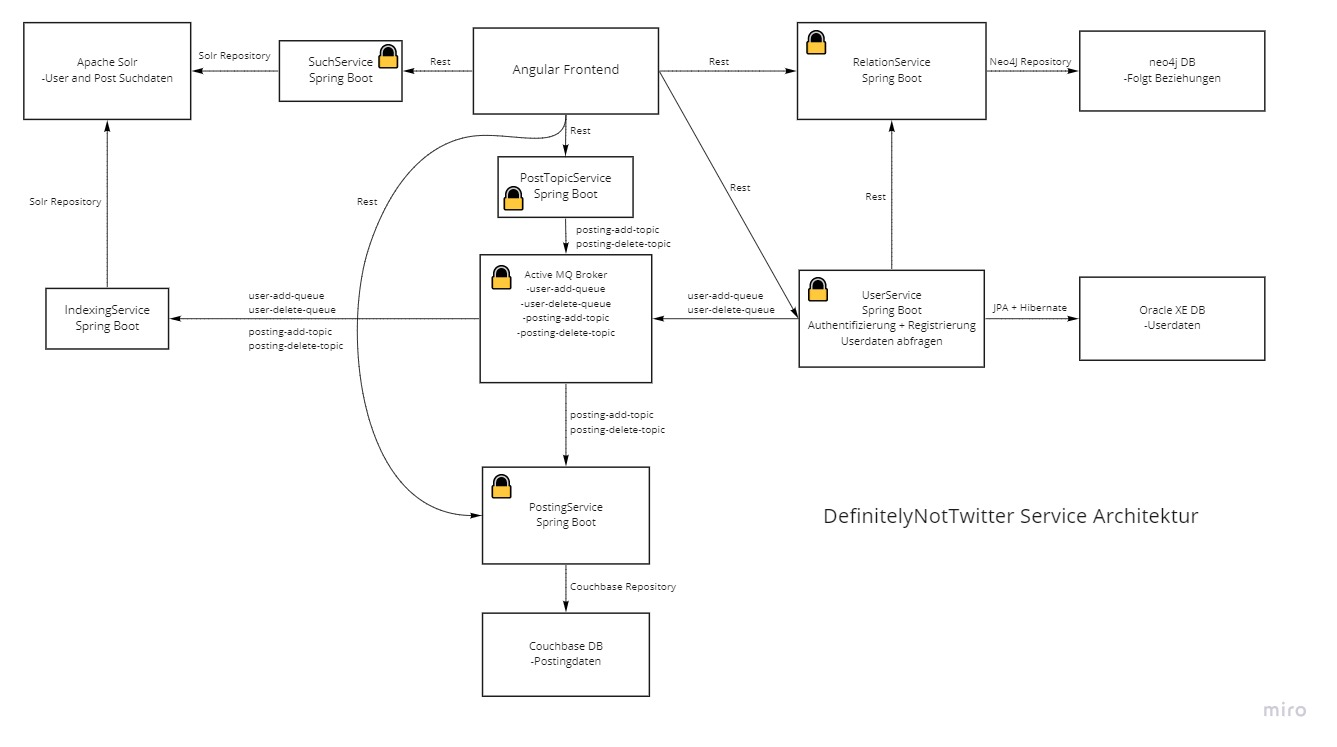 Apache Solr
-User and Post Suchdaten
Solr Repository
SuchService
Spring Boot
Rest
Angular Frontend
Rest
RelationService
Spring Boot
Neo4J Repository
neo4j DB
-Folgt Beziehungen
Rest
PostTopicService
Spring Boot
Rest
Rest
Rest
Solr Repository
posting-add-topic
posting-delete-topic
Active MQ Broker
-user-add-queue
-user-delete-queue
-posting-add-topic
-posting-delete-topic
user-add-queue
user-delete-queue
UserService
Spring Boot
Authentifizierung + Registrierung
Userdaten abfragen
JPA + Hibernate
Oracle XE DB
-Userdaten
IndexingService
Spring Boot
user-add-queue
user-delete-queue
posting-add-topic
posting-delete-topic
posting-add-topic
posting-delete-topic
PostingService
Spring Boot
DefinitelyNotTwitter Service Architektur
Couchbase Repository
Couchbase DB
-Postingdaten
miro